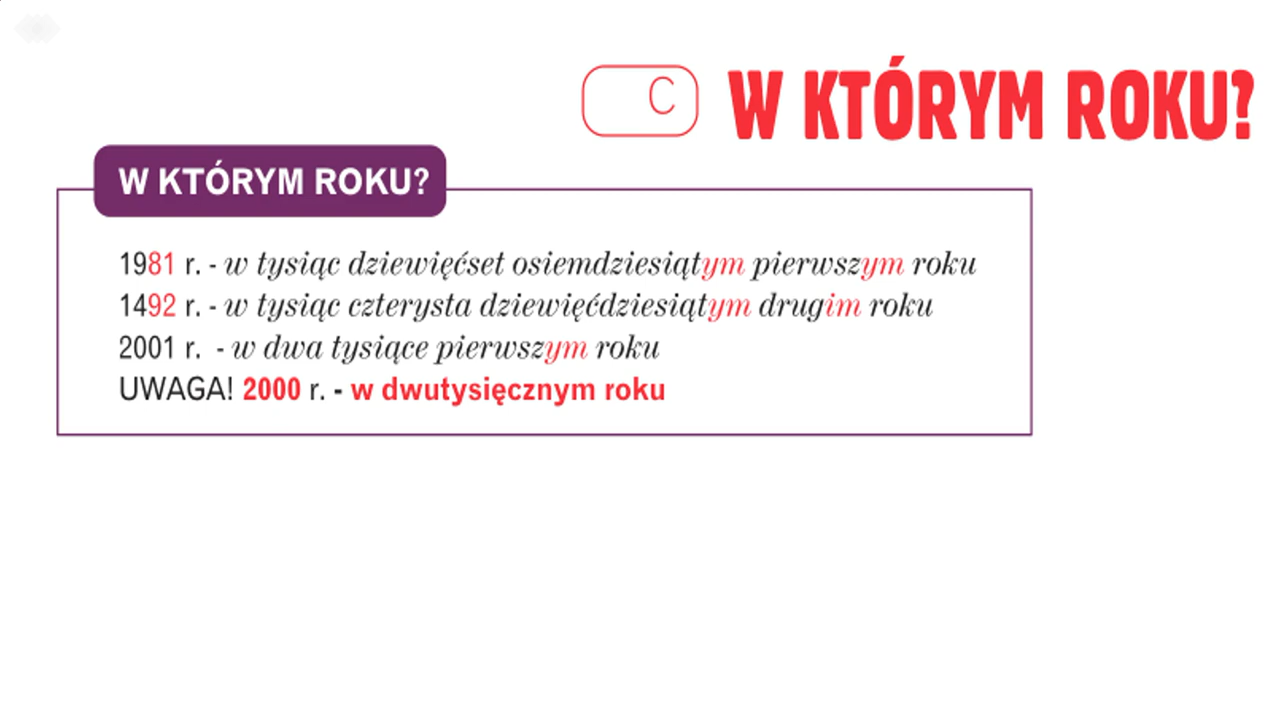 C W KTÓRYM ROKU?
W KTÓRYM ROKU?
1981 r. - w tysiąc dziewięćset osiemdziesiątym pierwszym roku
1492 r. - w tysiąc czterysta dziewięćdziesiątym drugim roku
2001 r. - w dwa tysiące pierwszym roku
UWAGA! 2000 r. - w dwutysięcznym roku